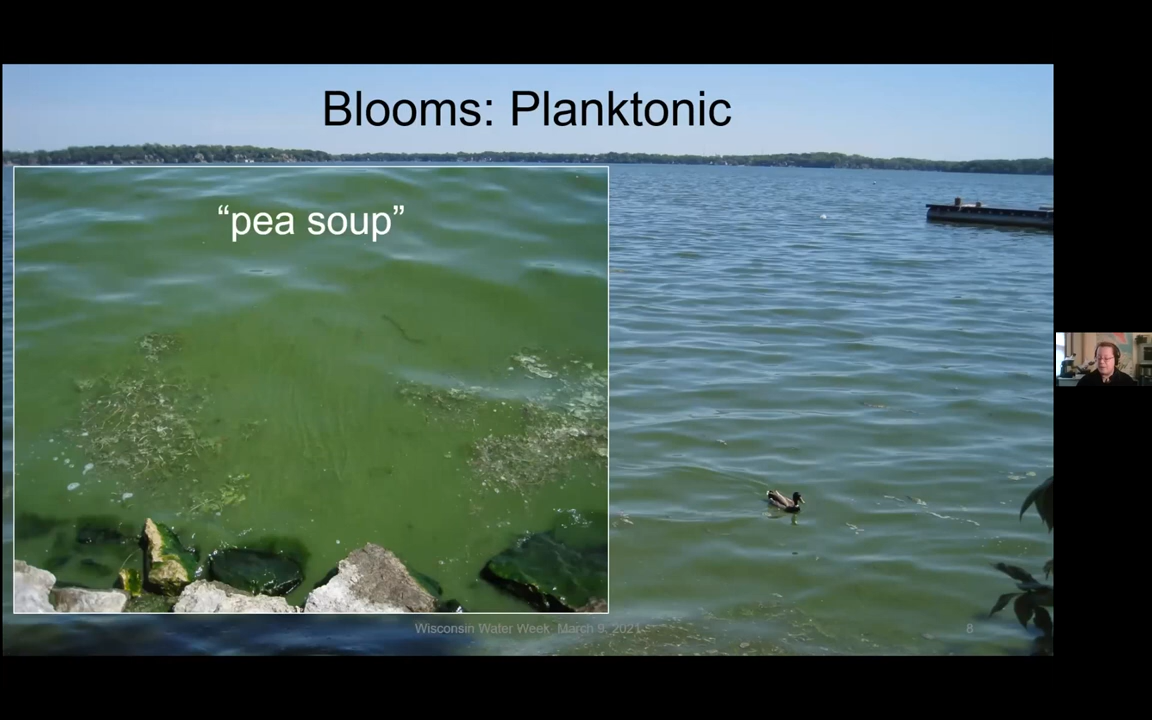 Blooms: Planktonic
“pea soup”
Wisconsin Water Week- March 9, 2021
8